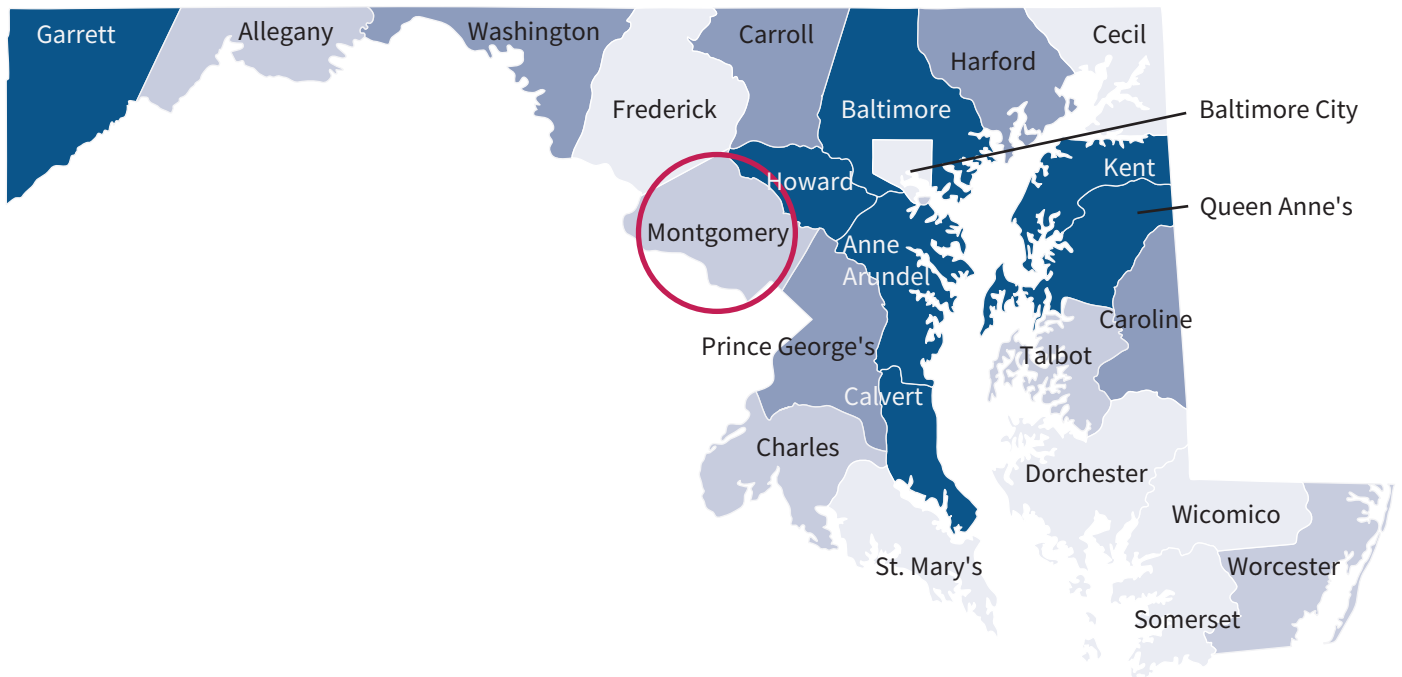 Garrett
Allegany
Washington
Carroll
Cecil
Harford
Frederick
Baltimore
Baltimore City
Kent
Howard
Queen Anne's
Montgomery
Anne
Arundel
Caroline
Prince George's
Talbot
Calvert
Charles
Dorchester
Wicomico
St. Mary's
Worcester
Somerset